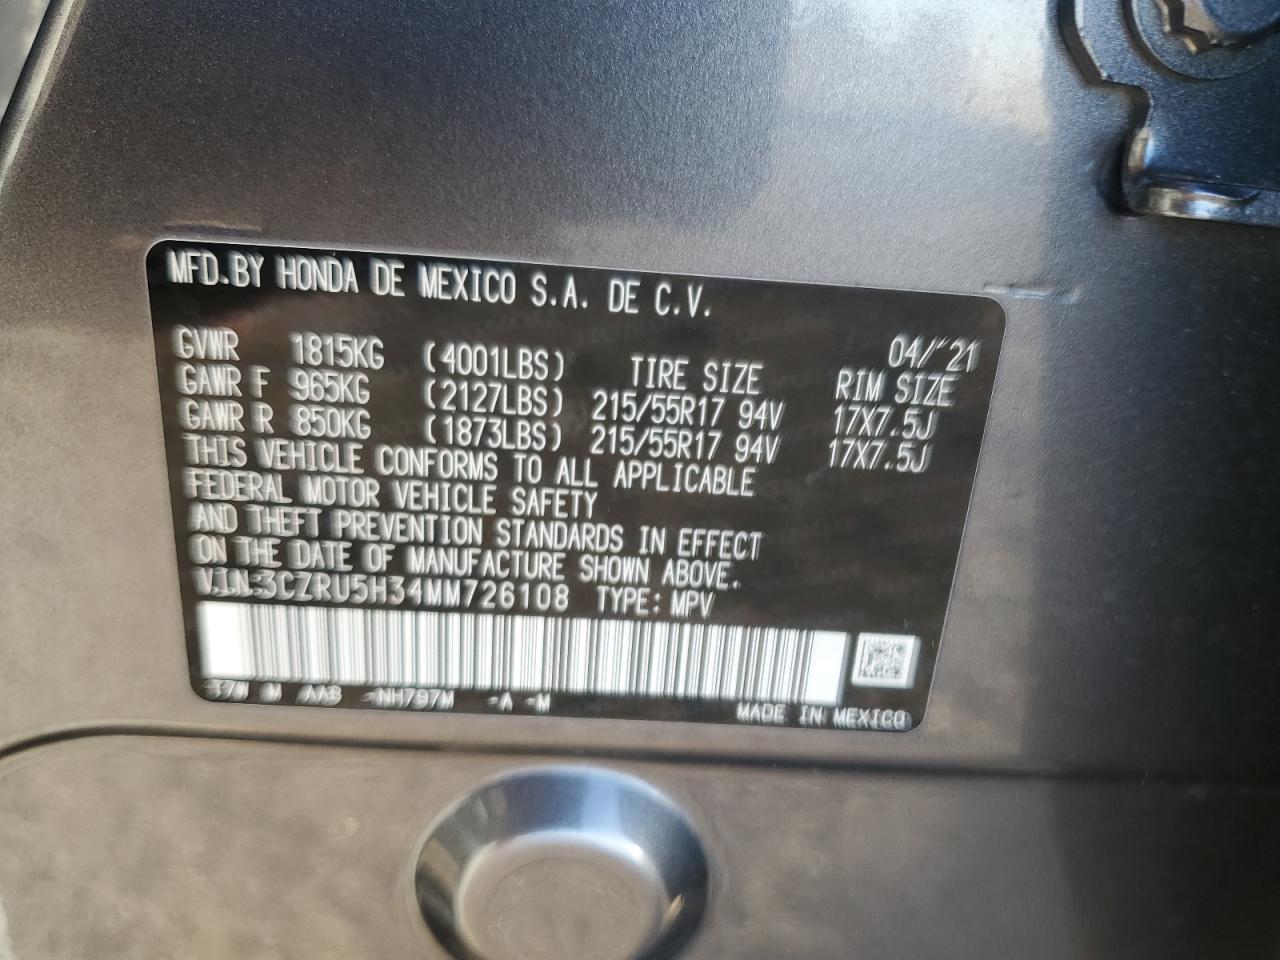 MFD.BY HONDA DE MEXICO S.A. DE C.V.
04/'21
GVWR 1815KG (4001LBS) TIRE SIZE RIM SIZE
GAWR F 965KG (2127LBS) 215/55R17 94V 17X7.5J
GAWR R 850KG (1873LBS) 215/55R17 94V 17X7.5J
THIS VEHICLE CONFORMS TO ALL APPLICABLE
FEDERAL MOTOR VEHICLE SAFETY
AND THEFT PREVENTION STANDARDS IN EFFECT
ON THE DATE OF MANUFACTURE SHOWN ABOVE.
VIN:3CZRU5H34MM726108 TYPE:MPV
NH797M -A -M
MADE IN MEXICO